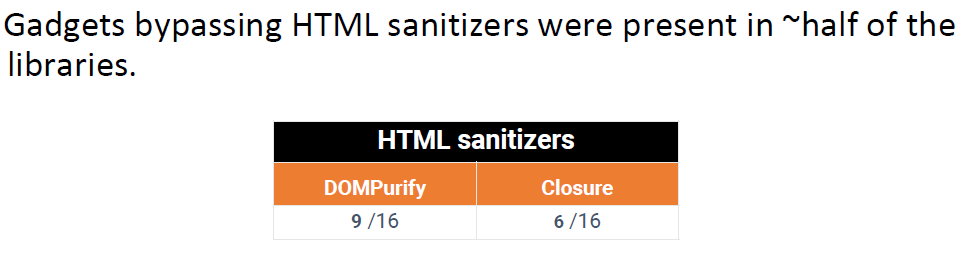 Gadgets bypassing HTML sanitizers were present in ~half of the
libraries.
HTML sanitizers
DOMPurify Closure
9 /16 6 /16